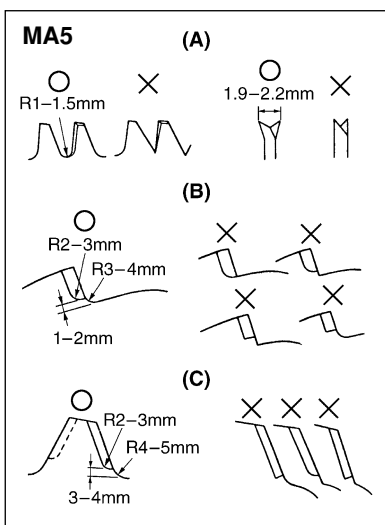 MA5
(A)
R1–1.5mm
1.9–2.2mm
(B)
R2–3mm
R3–4mm
1–2mm
(C)
R2–3mm
R4–5mm
3–4mm